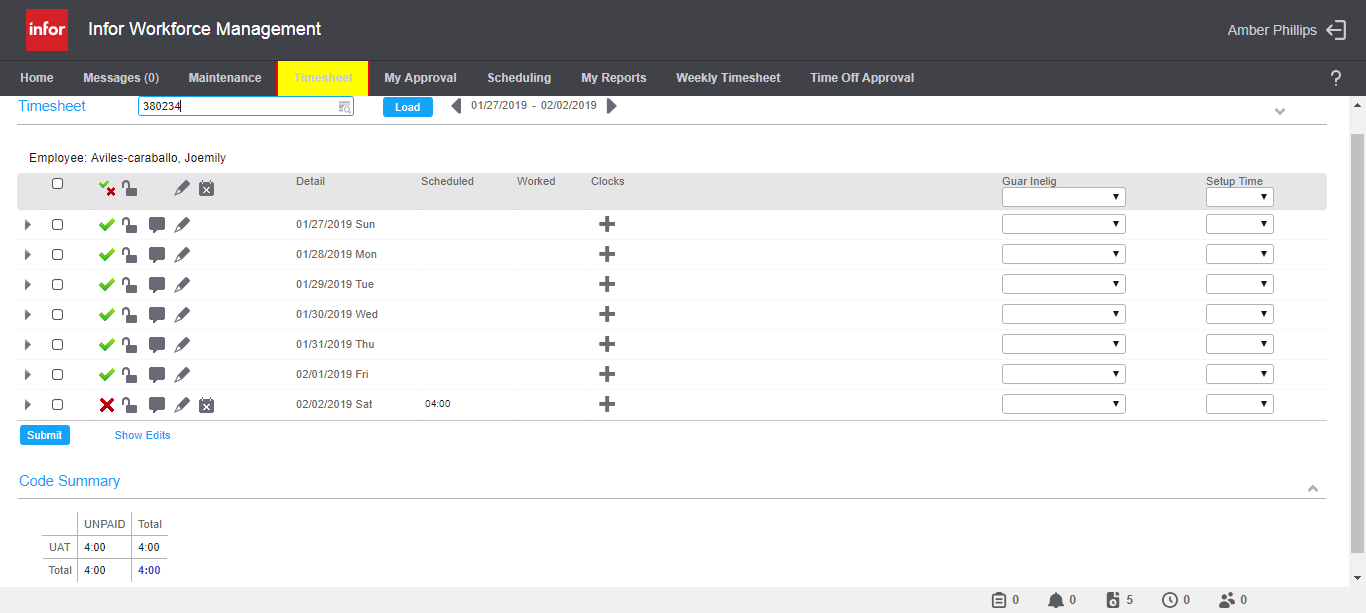 infor Infor Workforce Management Amber Phillips
Home Messages (0) Maintenance Timesheet My Approval Scheduling My Reports Weekly Timesheet Time Off Approval ?
Timesheet 380234 Load 01/27/2019 - 02/02/2019
Employee: Aviles-caraballo, Joemily
Detail Scheduled Worked Clocks Guar Inelig Setup Time
01/27/2019 Sun
01/28/2019 Mon
01/29/2019 Tue
01/30/2019 Wed
01/31/2019 Thu
02/01/2019 Fri
02/02/2019 Sat 04:00
Submit Show Edits
Code Summary
UNPAID Total
UAT 4:00 4:00
Total 4:00 4:00
0 0 5 0 0